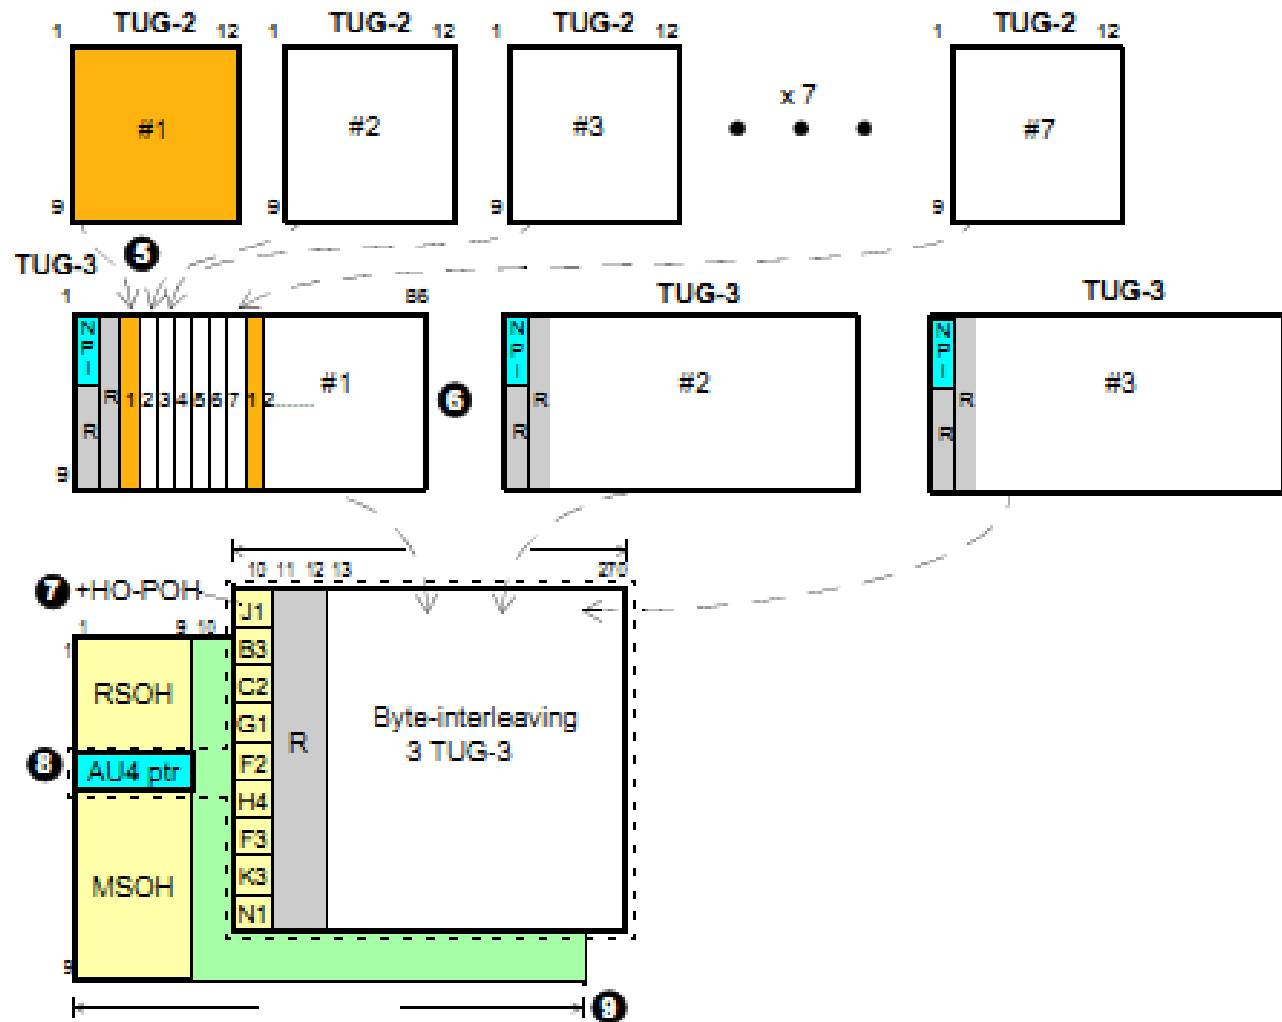 TUG-2 TUG-2 TUG-2 TUG-2
1 12 1 12 1 12 1 12
x 7
#1 #2 #3 #7
9 9 9 9
5
TUG-3
1 86 TUG-3 TUG-3
N P I N P I N P I
#1 #2 #3
R R 1 2 3 4 5 6 7 1 2........ 6 R R R R
9
10 11 12 13 270
7 +HO-POH
J1
1 9 10
1
B3
RSOH C2
G1 Byte-interleaving
R 3 TUG-3
8 AU4 ptr F2
H4
F3
MSOH K3
N1
9
9